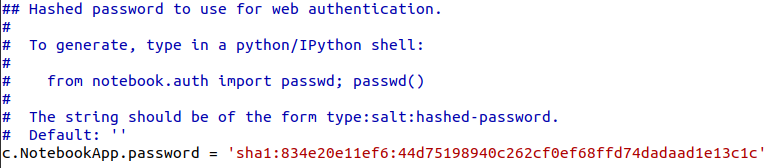 ## Hashed password to use for web authentication.
#
#  To generate, type in a python/IPython shell:
#
#    from notebook.auth import passwd; passwd()
#
#  The string should be of the form type:salt:hashed-password.
#  Default: ''
c.NotebookApp.password = 'sha1:834e20e11ef6:44d75198940c262cf0ef68ffd74dadaad1e13c1c'